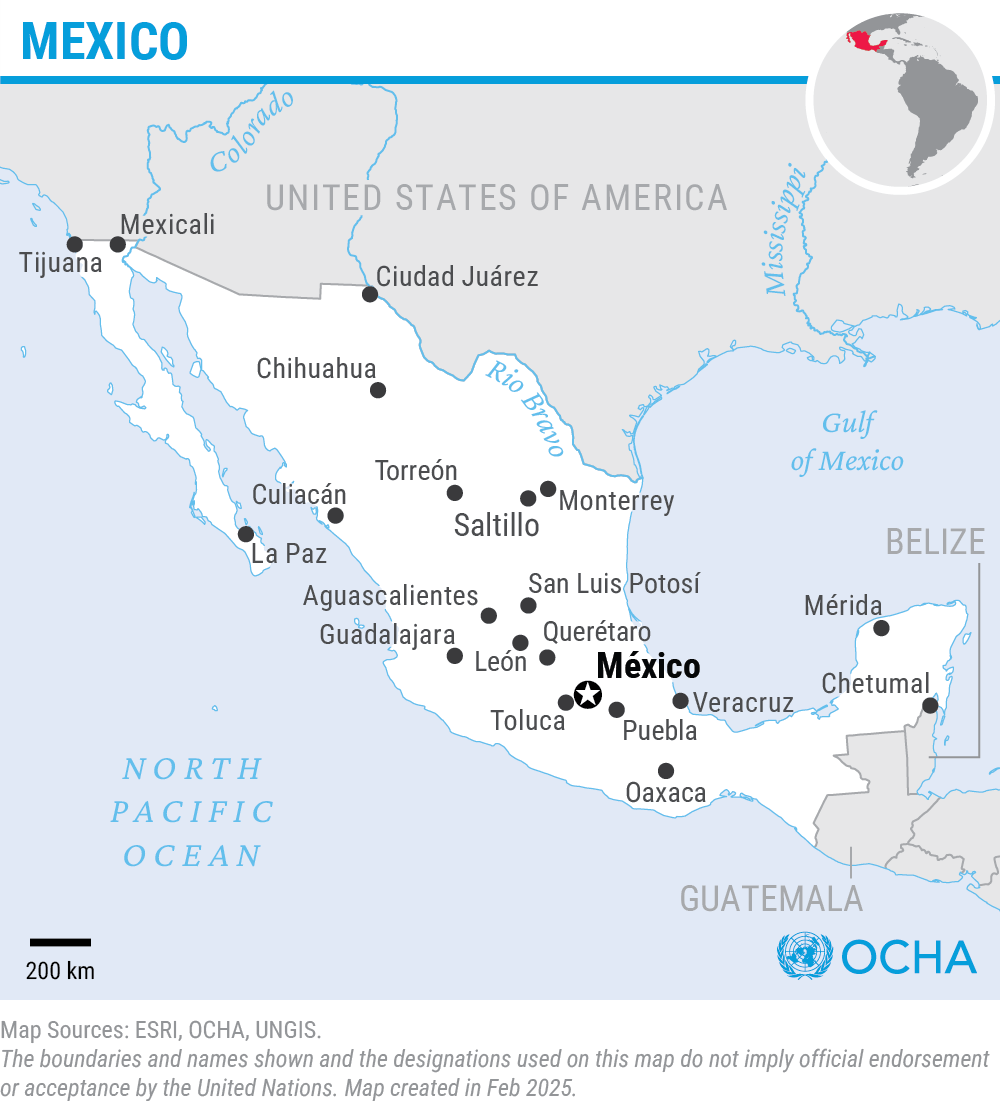 MEXICO
Colorado
UNITED STATES OF AMERICA
Mississippi
Mexicali
Tijuana
Ciudad Juárez
Chihuahua
Rio Bravo
Gulf
of Mexico
Torreón
Culiacán
Monterrey
Saltillo
La Paz
BELIZE
San Luis Potosí
Aguascalientes
Mérida
Guadalajara
Querétaro
León
México
Chetumal
Veracruz
Toluca
Puebla
NORTH
PACIFIC
OCEAN
Oaxaca
GUATEMALA
200 km
OCHA
Map Sources: ESRI, OCHA, UNGIS.
The boundaries and names shown and the designations used on this map do not imply official endorsement
or acceptance by the United Nations. Map created in Feb 2025.